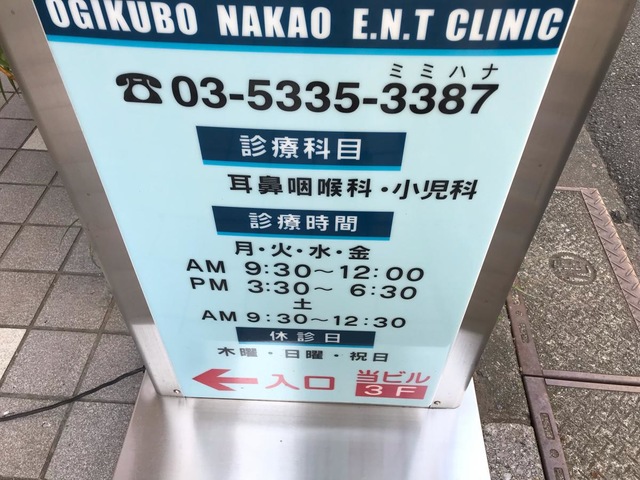 OGIKUBO NAKAO E.N.T CLINIC
ミミハナ
☎03-5335-3387
診療科目
耳鼻咽喉科・小児科
診療時間
月・火・水・金
AM 9:30～12:00
PM 3:30～ 6:30
土
AM 9:30～12:30
休診日
木曜・日曜・祝日
←入口 当ビル
3F